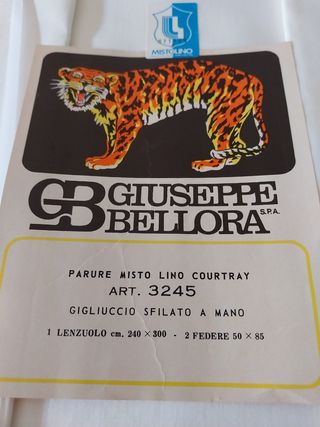 MISTOLINO
GB GIUSEPPE
BELLORA S.P.A.
PARURE MISTO LINO COURTRAY
ART. 3245
GIGLIUCCIO SFILATO A MANO
1 LENZUOLO cm. 240 × 300 - 2 FEDERE 50 × 85